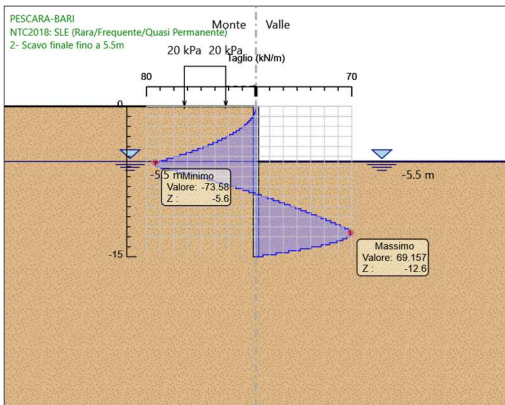 PESCARA-BARI
NTC2018: SLE (Rara/Frequente/Quasi Permanente)
2- Scavo finale fino a 5.5m
Monte Valle
20 kPa 20 kPa
Taglio (kN/m)
80 70
0
-5.5 m
-5.5 m
Minimo
Valore: -73.58
Z : -5.6
-15
Massimo
Valore: 69.157
Z : -12.6